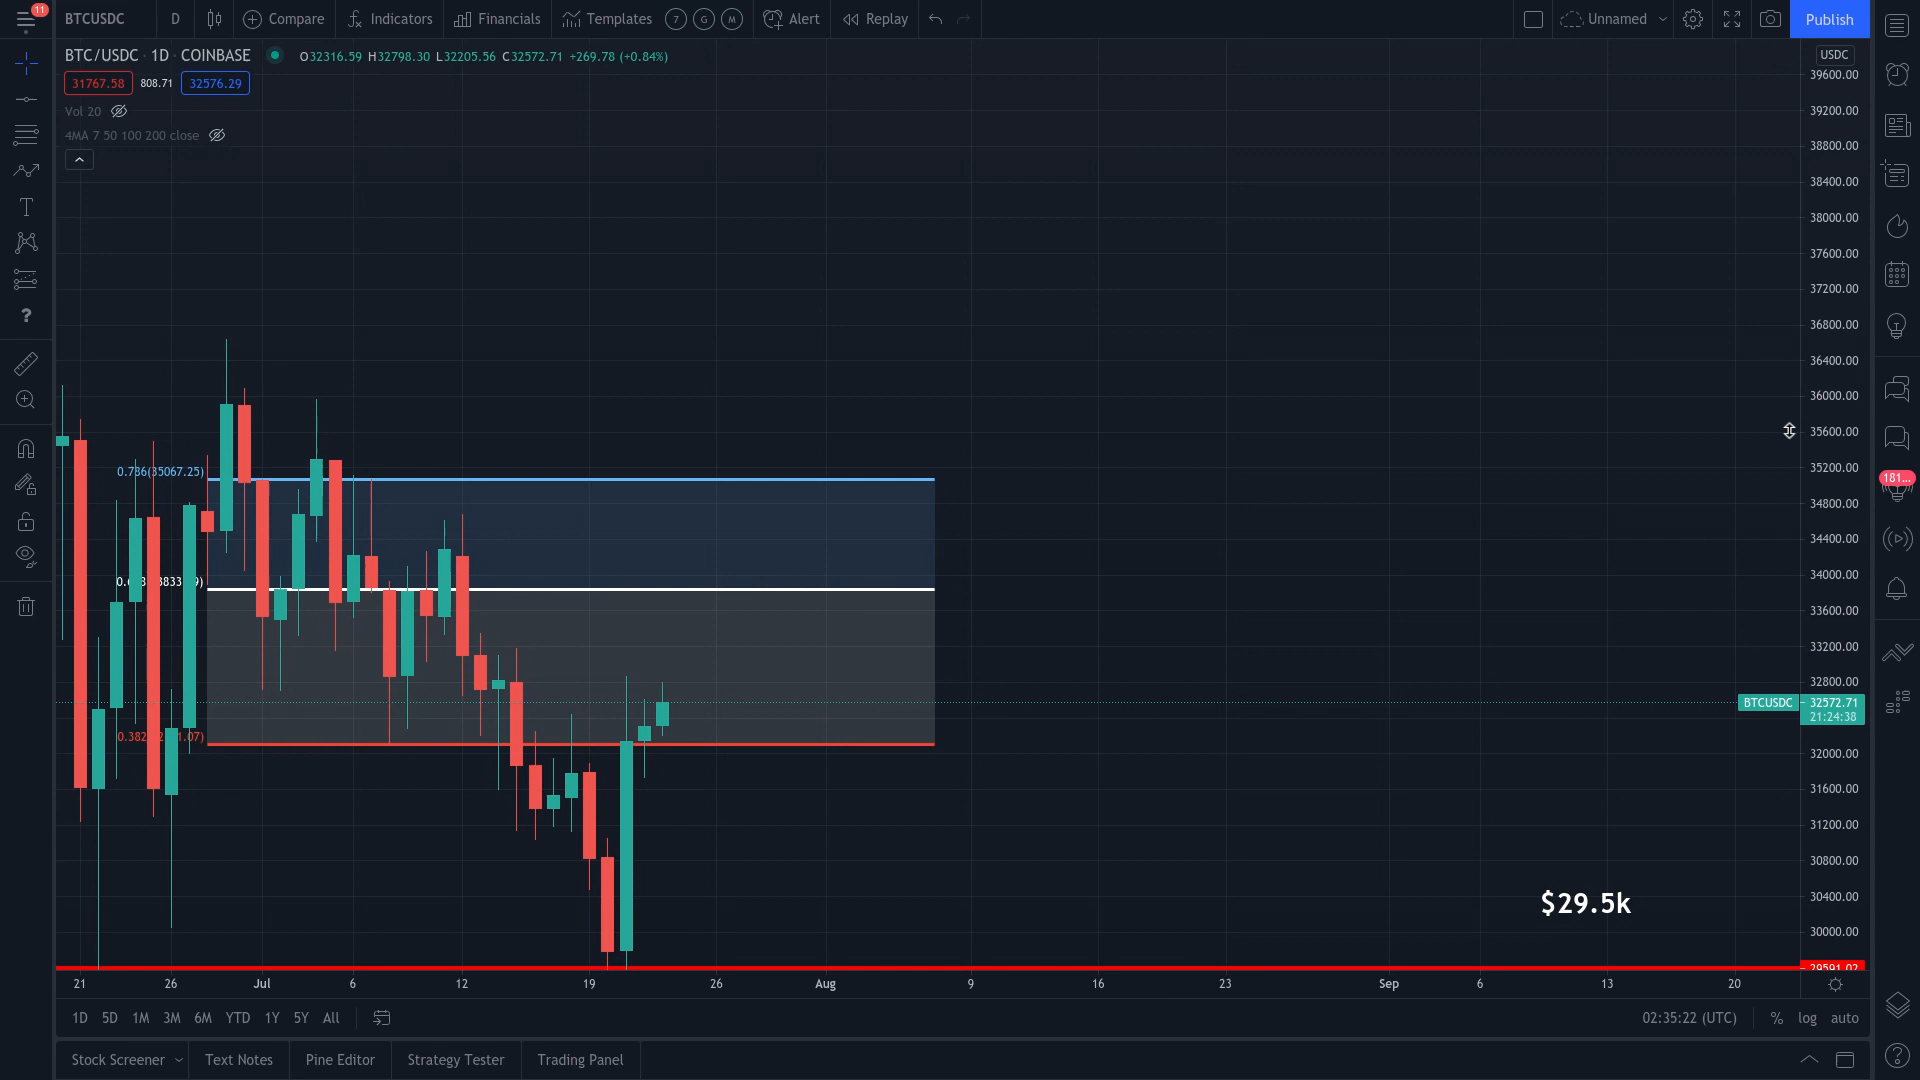 11
BTCUSDC D Compare Indicators Financials Templates 7 G M Alert Replay Unnamed Publish
BTC/USDC · 1D · COINBASE O32316.59 H32798.30 L32205.56 C32572.71 +269.78 (+0.84%)
USDC
31767.58 808.71 32576.29
Vol 20
4MA 7 50 100 200 close
39600.00
39200.00
38800.00
38400.00
38000.00
37600.00
37200.00
36800.00
36400.00
36000.00
35600.00
35200.00
34800.00
34400.00
34000.00
33600.00
33200.00
32800.00
BTCUSDC 32572.71
21:24:38
32000.00
31600.00
31200.00
30800.00
30400.00
30000.00
29591.02
181...
0.786(35067.25)
$29.5k
21 26 Jul 6 12 19 26 Aug 9 16 23 Sep 6 13 20
1D 5D 1M 3M 6M YTD 1Y 5Y All 02:35:22 (UTC) % log auto
Stock Screener Text Notes Pine Editor Strategy Tester Trading Panel